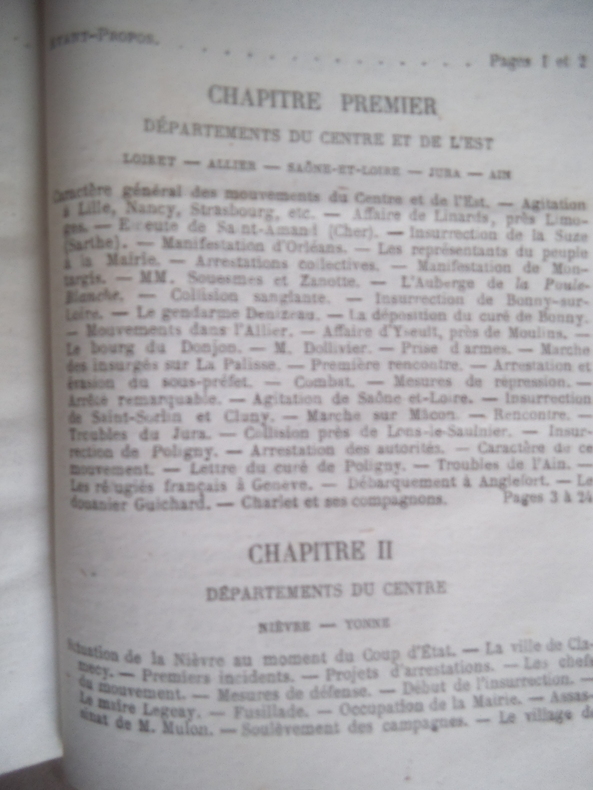 AVANT-PROPOS. . . . . . . . . . . . Pages 1 et 2
CHAPITRE PREMIER
DÉPARTEMENTS DU CENTRE ET DE L'EST
LOIRET — ALLIER — SAÔNE-ET-LOIRE — JURA — AIN
Caractère général des mouvements du Centre et de l'Est. — Agitation
à Lille, Nancy, Strasbourg, etc. — Affaire de Linards, près Limo-
ges. — Emeute de Saint-Amand (Cher). — Insurrection de la Suze
(Sarthe). — Manifestation d'Orléans. — Les représentants du peuple
à la Mairie. — Arrestations collectives. — Manifestation de Mon-
targis. — MM. Souesmes et Zanotte. — L'Auberge de la Poule-
Blanche. — Collision sanglante. — Insurrection de Bonny-sur-
Loire. — Le gendarme Denizeau. — La déposition du curé de Bonny.
— Mouvements dans l'Allier. — Affaire d'Yseult, près de Moulins. —
Le bourg du Donjon. — M. Dollivier. — Prise d'armes. — Marche
des insurgés sur La Palisse. — Première rencontre. — Arrestation et
évasion du sous-préfet. — Combat. — Mesures de répression. —
Arrêté remarquable. — Agitation de Saône-et-Loire. — Insurrection
de Saint-Sorlin et Cluny. — Marche sur Mâcon. — Rencontre. —
Troubles du Jura. — Collision près de Lons-le-Saulnier. — Insur-
rection de Poligny. — Arrestation des autorités. — Caractère de ce
mouvement. — Lettre du curé de Poligny. — Troubles de l'Ain. —
Les réfugiés français à Genève. — Débarquement à Anglefort. — Le
douanier Guichard. — Charlet et ses compagnons. Pages 3 à 24
CHAPITRE II
DÉPARTEMENTS DU CENTRE
NIÈVRE — YONNE
Situation de la Nièvre au moment du Coup d'État. — La ville de Cla-
mecy. — Premiers incidents. — Projets d'arrestations. — Les chefs
du mouvement. — Mesures de défense. — Début de l'insurrection. —
Le maire Legeay. — Fusillade. — Occupation de la Mairie. — Assas-
sinat de M. Mulon. — Soulèvement des campagnes. — Le village de